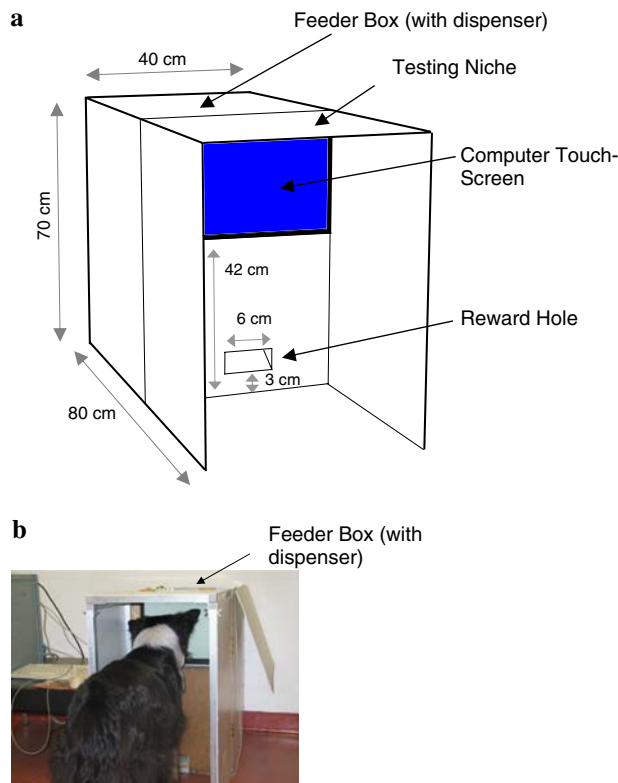 a
Feeder Box (with dispenser)
40 cm
Testing Niche
Computer Touch-
Screen
70 cm
42 cm
6 cm
Reward Hole
3 cm
80 cm
b
Feeder Box (with
dispenser)